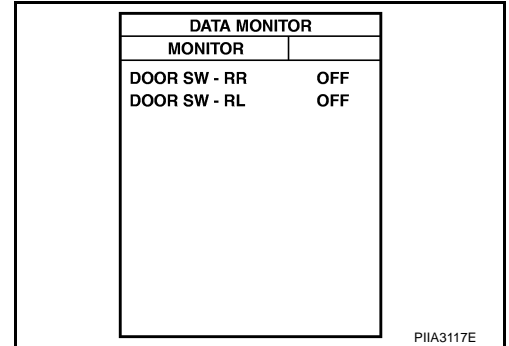 DATA MONITOR
MONITOR
DOOR SW - RR OFF
DOOR SW - RL OFF
PIIA3117E